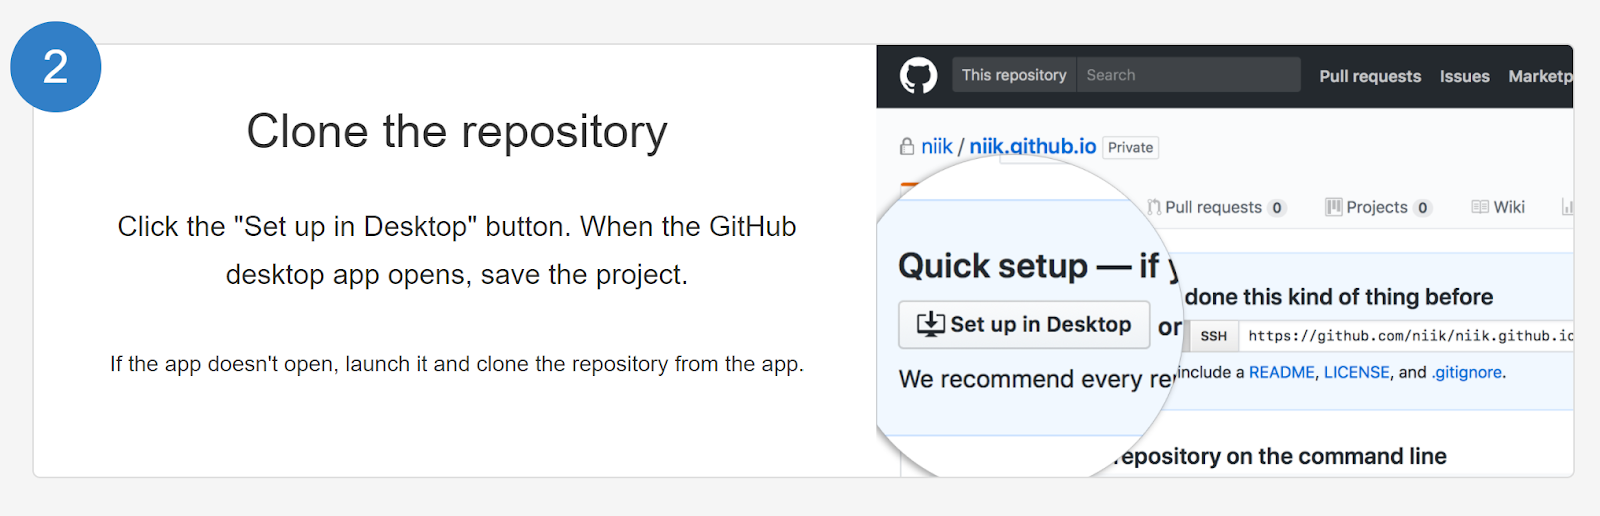 2
Clone the repository
Click the "Set up in Desktop" button. When the GitHub
desktop app opens, save the project.
If the app doesn't open, launch it and clone the repository from the app.
This repository Search Pull requests Issues
niik / niik.github.io Private
Pull requests 0 Projects 0 Wiki
Quick setup — if
done this kind of thing before
Set up in Desktop or
SSH https://github.com/niik/niik.github.io
We recommend every
include a README, LICENSE, and .gitignore.
repository on the command line